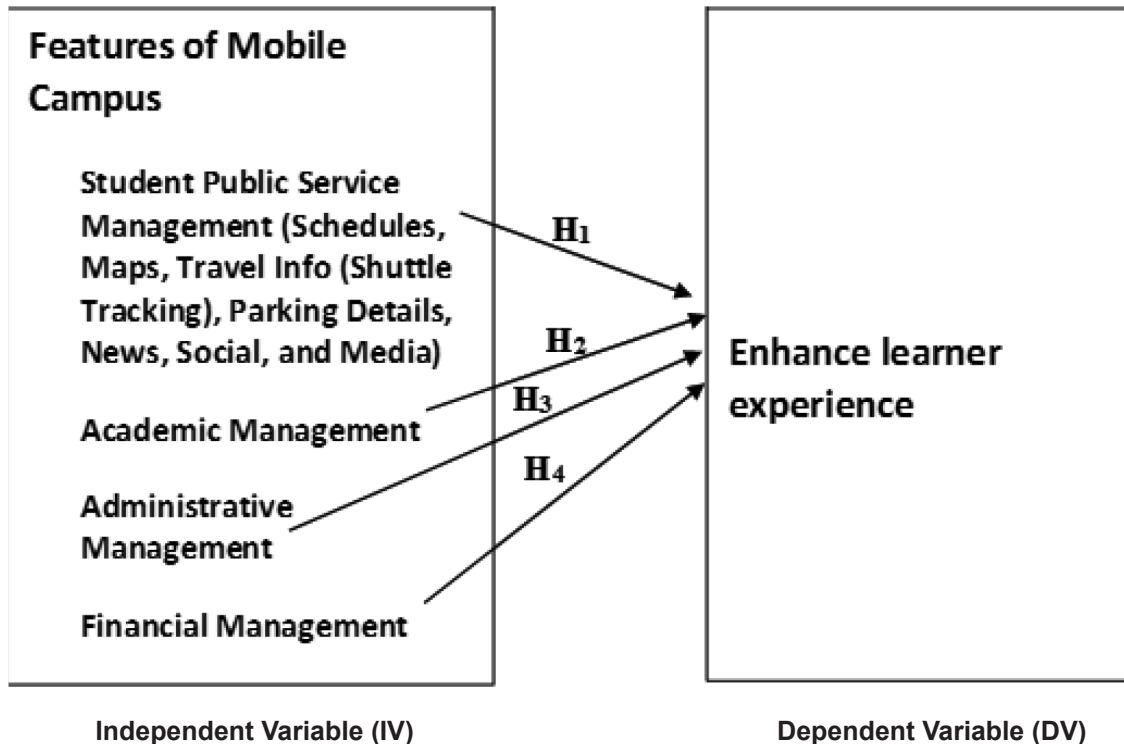 Features of Mobile
Campus
Student Public Service
Management (Schedules,
Maps, Travel Info (Shuttle
Tracking), Parking Details,
News, Social, and Media)
Academic Management
Administrative
Management
Financial Management
H1
H2
H3
H4
Enhance learner
experience
Independent Variable (IV)
Dependent Variable (DV)